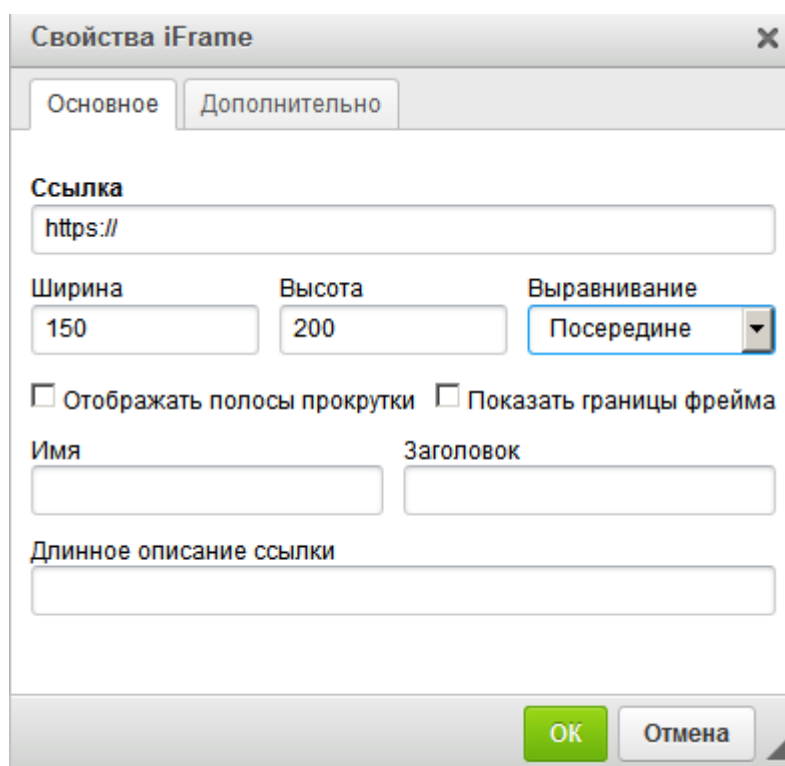 Свойства iFrame
Основное Дополнительно
Ссылка
https://
Ширина Высота Выравнивание
150 200 Посередине
Отображать полосы прокрутки Показать границы фрейма
Имя Заголовок
Длинное описание ссылки
ОК Отмена